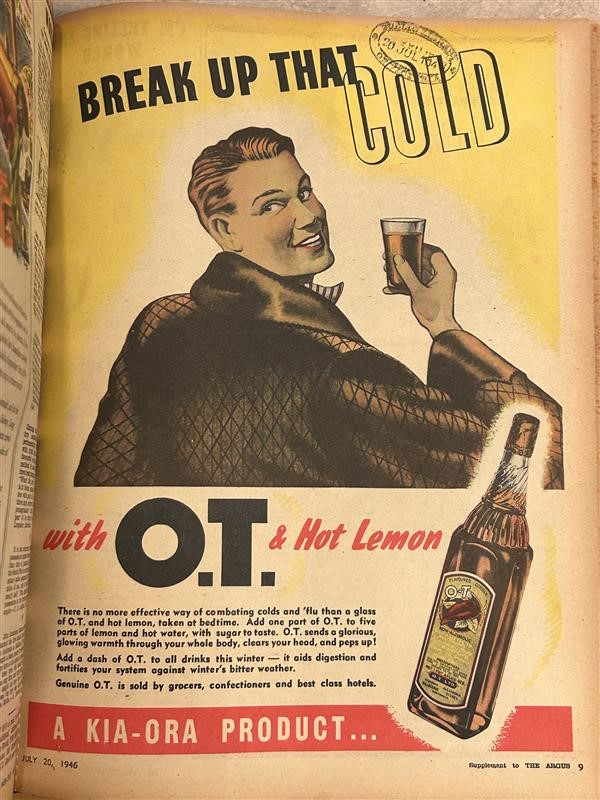 BREAK UP THAT
COLD
20 JUL 194
with O.T. & Hot Lemon
There is no more effective way of combating colds and 'flu than a glass
of O.T. and hot lemon, taken at bedtime. Add one part of O.T. to five
parts of lemon and hot water, with sugar to taste. O.T. sends a glorious,
glowing warmth through your whole body, clears your head, and peps up!
Add a dash of O.T. to all drinks this winter — it aids digestion and
fortifies your system against winter's bitter weather.
Genuine O.T. is sold by grocers, confectioners and best class hotels.
O-T.
A KIA-ORA PRODUCT...
JULY 20, 1946
Supplement to THE ARGUS 9